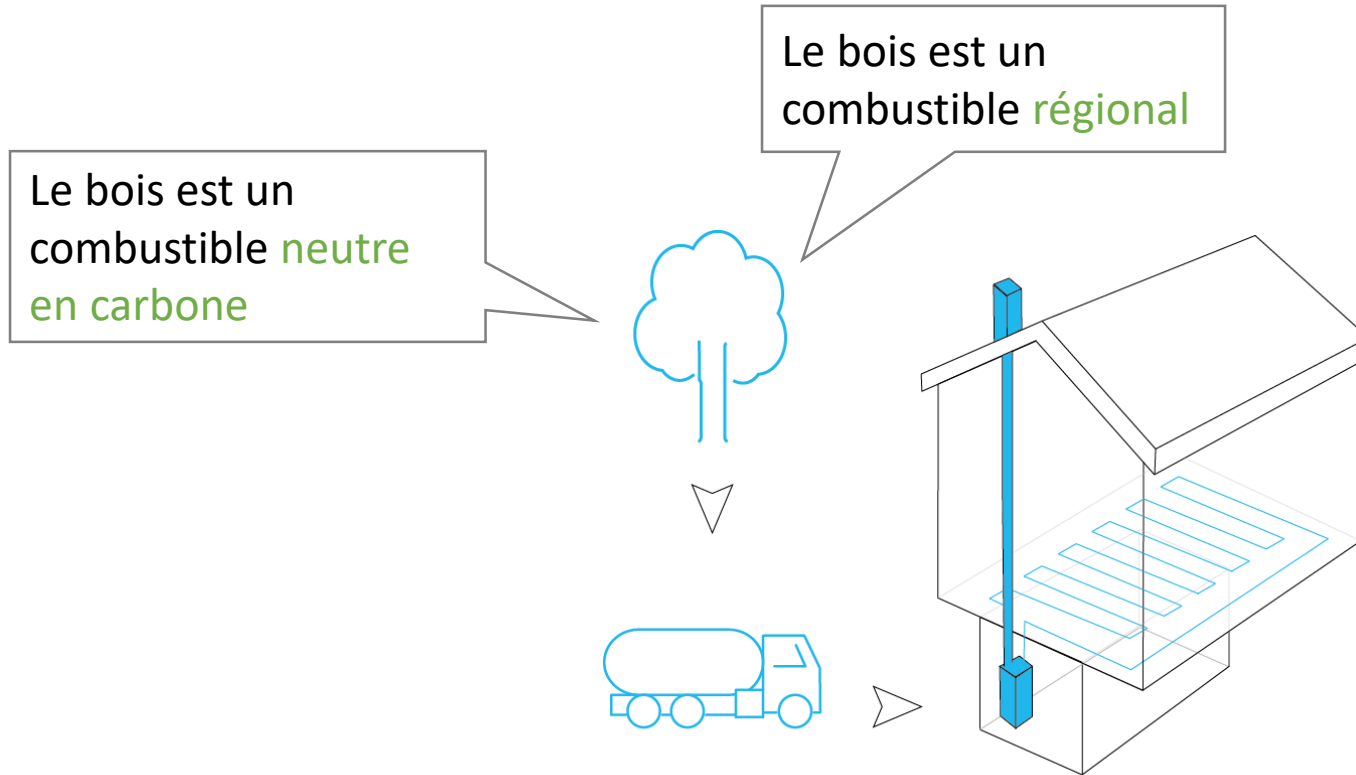 Le bois est un
combustible régional
Le bois est un
combustible neutre
en carbone